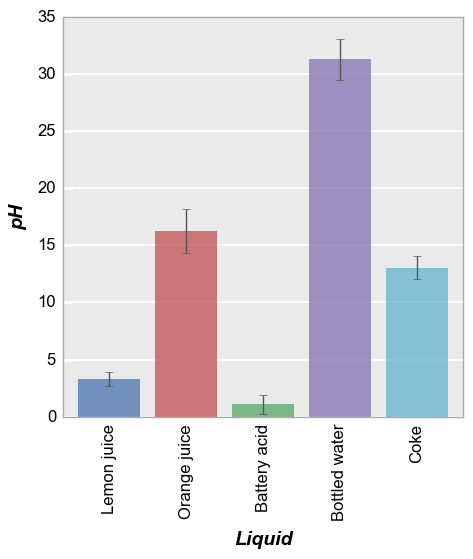 35
30
25
20
15
10
5
0
pH
Lemon juice
Orange juice
Battery acid
Bottled water
Coke
Liquid